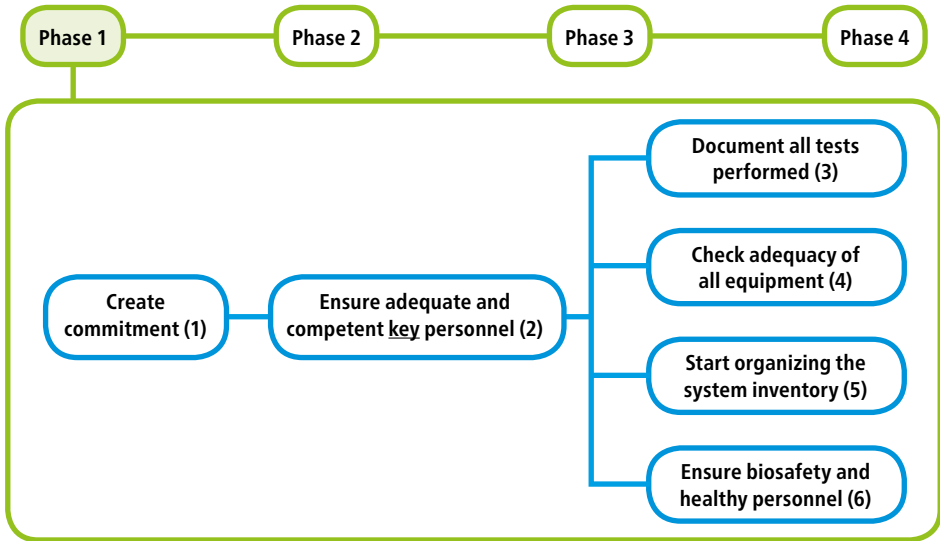 Phase 1
Phase 2
Phase 3
Phase 4
Create
commitment (1)
Ensure adequate and
competent key personnel (2)
Document all tests
performed (3)
Check adequacy of
all equipment (4)
Start organizing the
system inventory (5)
Ensure biosafety and
healthy personnel (6)